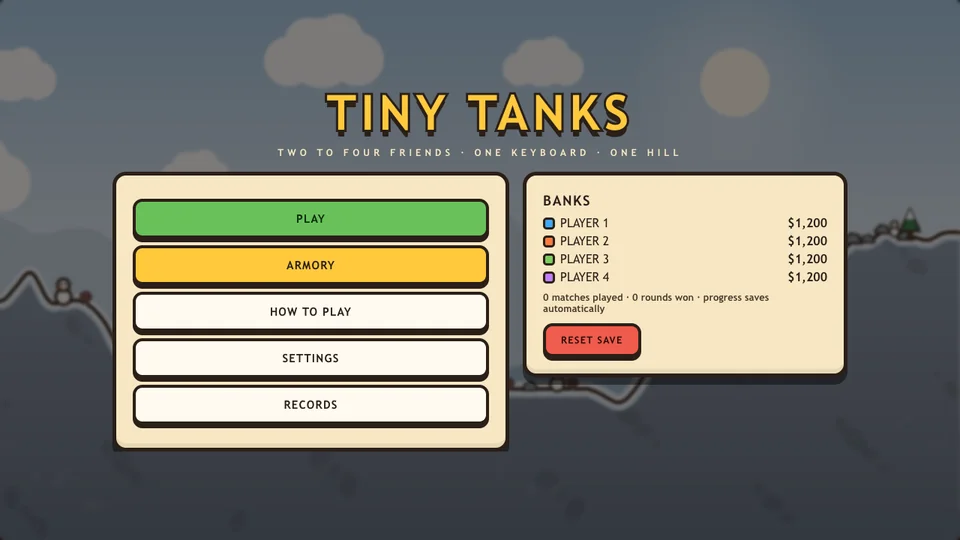 TINY TANKS
TWO TO FOUR FRIENDS · ONE KEYBOARD · ONE HILL
PLAY
ARMORY
HOW TO PLAY
SETTINGS
RECORDS
BANKS
PLAYER 1 $1,200
PLAYER 2 $1,200
PLAYER 3 $1,200
PLAYER 4 $1,200
0 matches played · 0 rounds won · progress saves
automatically
RESET SAVE